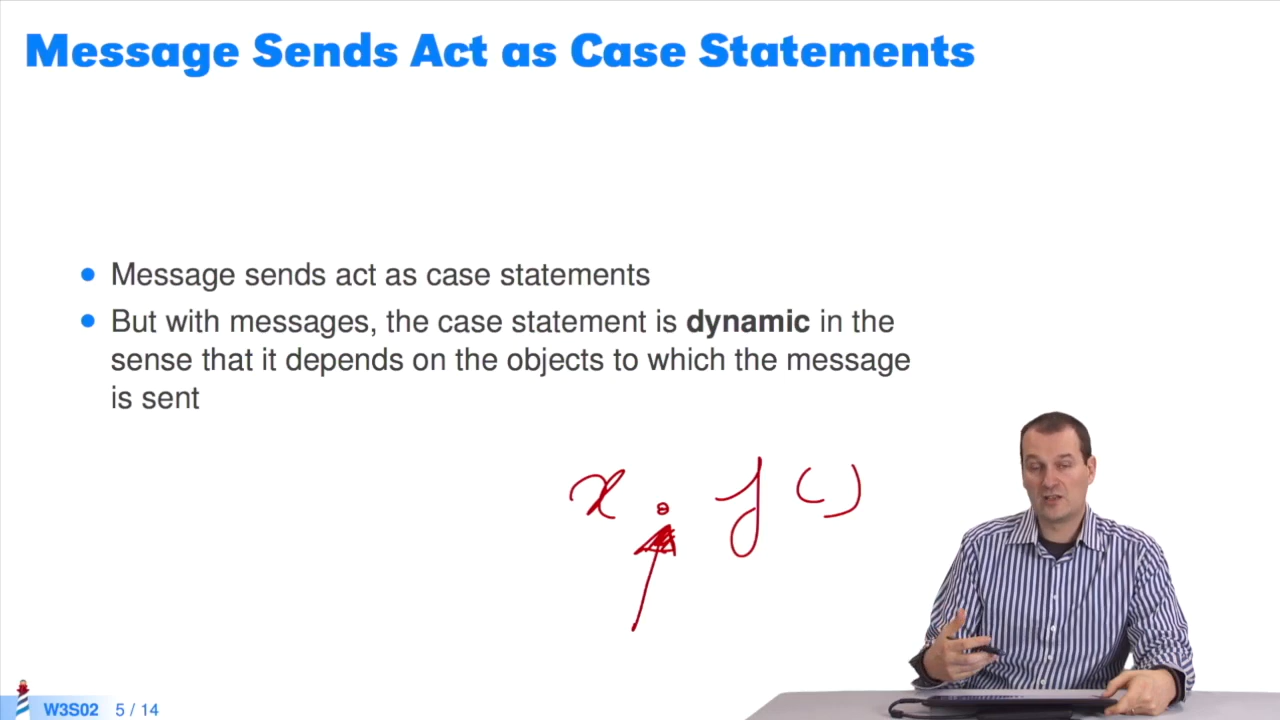 Message Sends Act as Case Statements
Message sends act as case statements
But with messages, the case statement is dynamic in the
sense that it depends on the objects to which the message
is sent
x . f ( )
W3S02 5 / 14